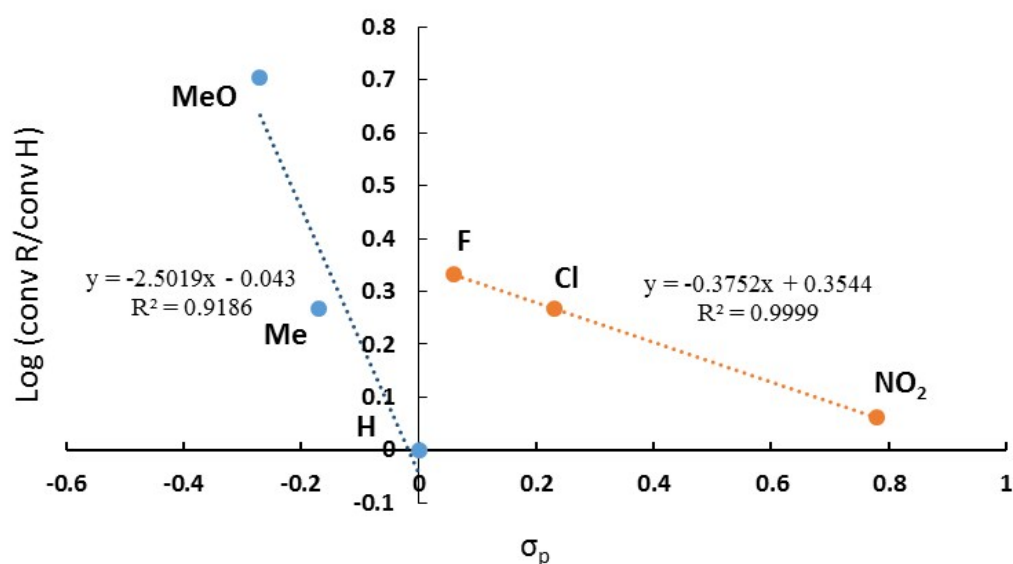 0.8
0.7
MeO
0.6
0.5
0.4
F
y = -2.5019x - 0.043
R² = 0.9186
0.3
Cl
y = -0.3752x + 0.3544
R² = 0.9999
Me
0.2
0.1
NO₂
H
0
-0.6
-0.4
-0.2
0
0.2
0.4
0.6
0.8
1
-0.1
σp
Log (conv R/conv H)